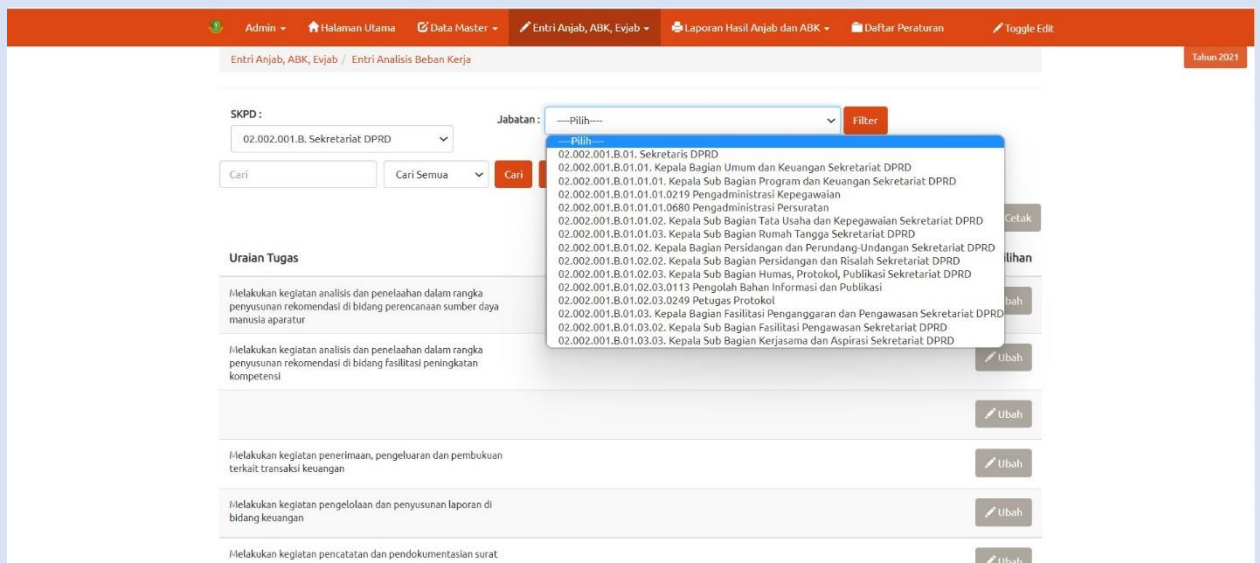 Admin Halaman Utama Data Master Entri Anjab, ABK, Evjab Laporan Hasil Anjab dan ABK Daftar Peraturan Toggle Edit
Entri Anjab, ABK, Evjab / Entri Analisis Beban Kerja
Tahun 2021
SKPD :
02.002.001.B. Sekretariat DPRD
Jabatan :
----Pilih----
Filter
Cari
Cari Semua
Cari
----Pilih----
02.002.001.B.01. Sekretaris DPRD
02.002.001.B.01.01. Kepala Bagian Umum dan Keuangan Sekretariat DPRD
02.002.001.B.01.01.01. Kepala Sub Bagian Program dan Keuangan Sekretariat DPRD
02.002.001.B.01.01.01.0219 Pengadministrasi Kepegawaian
02.002.001.B.01.01.01.0680 Pengadministrasi Persuratan
02.002.001.B.01.01.02. Kepala Sub Bagian Tata Usaha dan Kepegawaian Sekretariat DPRD
02.002.001.B.01.01.03. Kepala Sub Bagian Rumah Tangga Sekretariat DPRD
02.002.001.B.01.02. Kepala Bagian Persidangan dan Perundang-Undangan Sekretariat DPRD
02.002.001.B.01.02.02. Kepala Sub Bagian Persidangan dan Risalah Sekretariat DPRD
02.002.001.B.01.02.03. Kepala Sub Bagian Humas, Protokol, Publikasi Sekretariat DPRD
02.002.001.B.01.02.03.0113 Pengolah Bahan Informasi dan Publikasi
02.002.001.B.01.02.03.0249 Petugas Protokol
02.002.001.B.01.03. Kepala Bagian Fasilitasi Penganggaran dan Pengawasan Sekretariat DPRD
02.002.001.B.01.03.02. Kepala Sub Bagian Fasilitasi Pengawasan Sekretariat DPRD
02.002.001.B.01.03.03. Kepala Sub Bagian Kerjasama dan Aspirasi Sekretariat DPRD
Cetak
Uraian Tugas
lihan
Melakukan kegiatan analisis dan penelaahan dalam rangka
penyusunan rekomendasi di bidang perencanaan sumber daya
manusia aparatur
bah
Melakukan kegiatan analisis dan penelaahan dalam rangka
penyusunan rekomendasi di bidang fasilitasi peningkatan
kompetensi
Ubah
Ubah
Melakukan kegiatan penerimaan, pengeluaran dan pembukuan
terkait transaksi keuangan
Ubah
Melakukan kegiatan pengelolaan dan penyusunan laporan di
bidang keuangan
Ubah
Melakukan kegiatan pencatatan dan pendokumentasian surat
Ubah